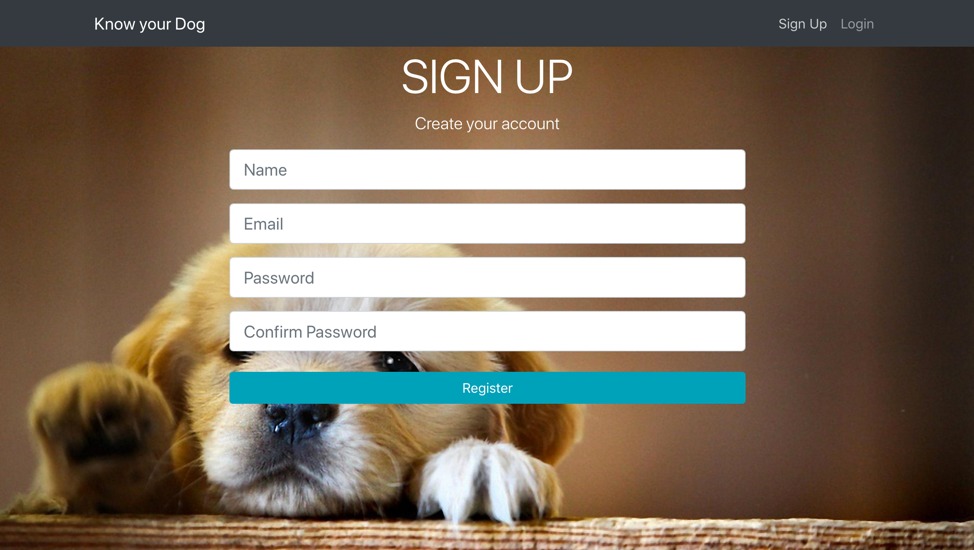 Know your Dog
Sign Up
Login
SIGN UP
Create your account
Name
Email
Password
Confirm Password
Register